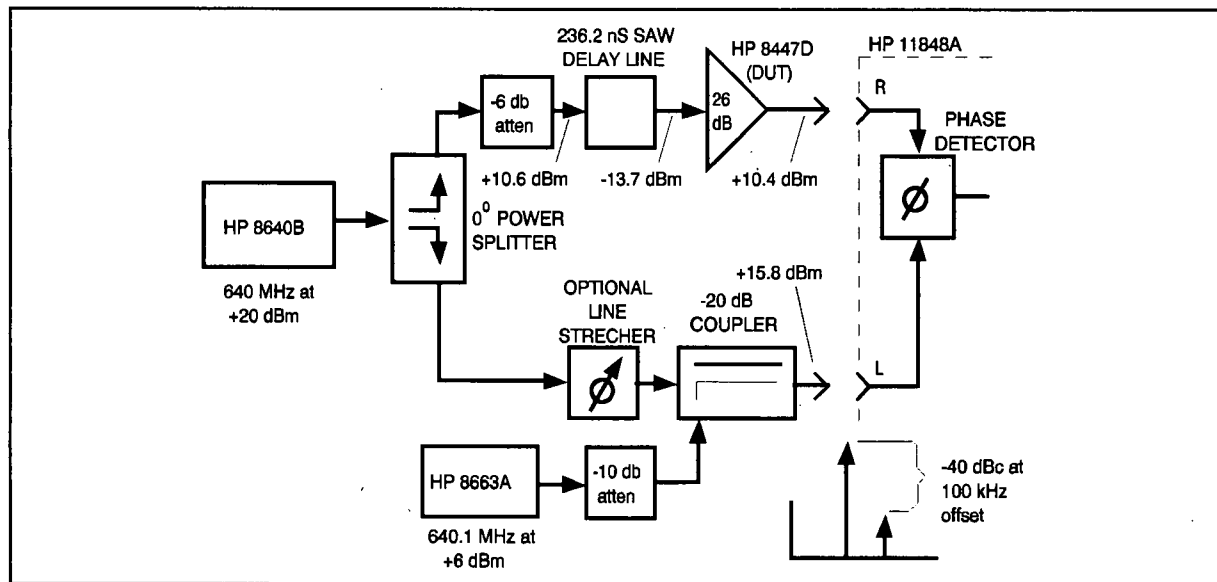 236.2 nS SAW
DELAY LINE
HP 8447D
(DUT)
HP 11848A
-6 db
atten
26
dB
R
PHASE
DETECTOR
+10.6 dBm
-13.7 dBm
+10.4 dBm
ϕ
HP 8640B
0⁰ POWER
SPLITTER
640 MHz at
+20 dBm
OPTIONAL
LINE
STRECHER
-20 dB
COUPLER
+15.8 dBm
ϕ
L
HP 8663A
-10 db
atten
640.1 MHz at
+6 dBm
-40 dBc at
100 kHz
offset